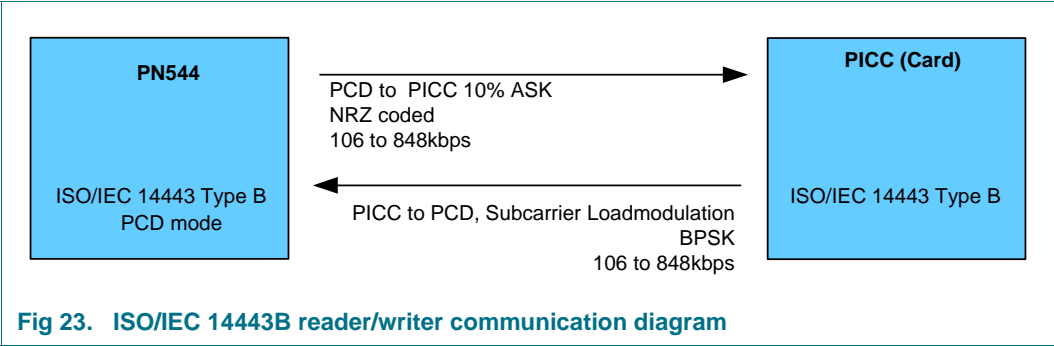 PN544
ISO/IEC 14443 Type B
PCD mode
PCD to PICC 10% ASK
NRZ coded
106 to 848kbps
PICC to PCD, Subcarrier Loadmodulation
BPSK
106 to 848kbps
PICC (Card)
ISO/IEC 14443 Type B
Fig 23. ISO/IEC 14443B reader/writer communication diagram